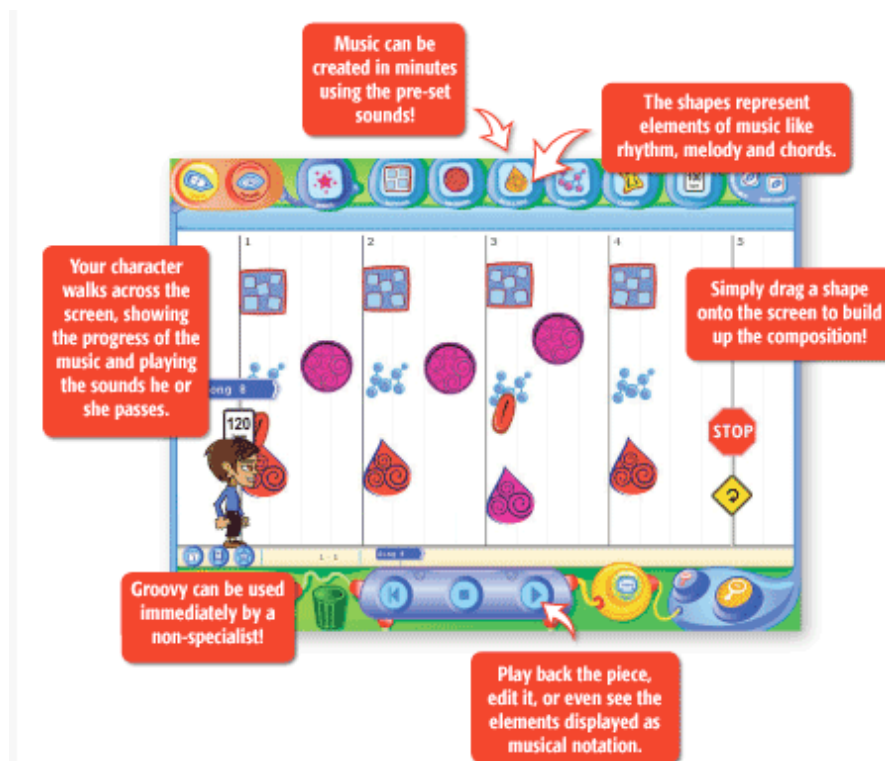 Music can be
created in minutes
using the pre-set
sounds!
The shapes represent
elements of music like
rhythm, melody and chords.
1
2
3
4
5
Your character
walks across the
screen, showing
the progress of the
music and playing
the sounds he or
she passes.
Simply drag a shape
onto the screen to build
up the composition!
ong 8
120
STOP
1 - 1
Groovy can be used
immediately by a
non-specialist!
Play back the piece,
edit it, or even see the
elements displayed as
musical notation.